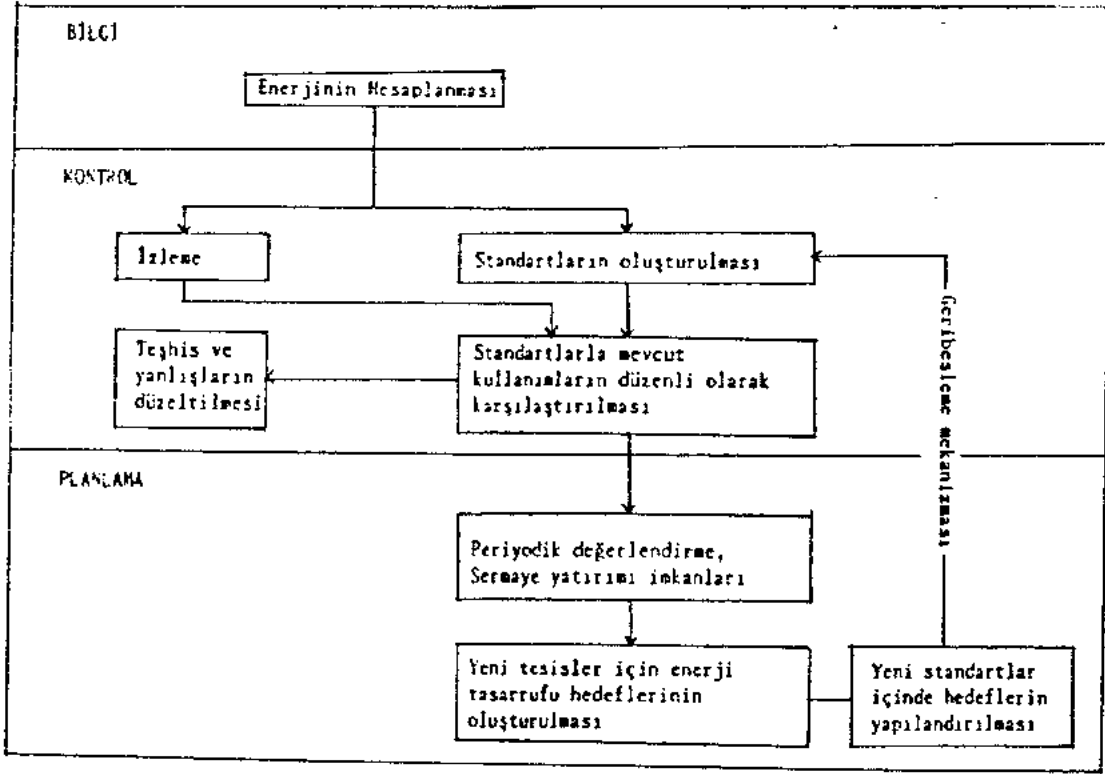 BİLGİ
Enerjinin Hesaplanması
KONTROL
İzleme
Standartların oluşturulması
Teşhis ve
yanlışların
düzeltilmesi
Standartlarla mevcut
kullanımların düzenli olarak
karşılaştırılması
Geribesleme mekanizması
PLANLAMA
Periyodik değerlendirme,
Sermaye yatırımı imkanları
Yeni tesisler için enerji
tasarrufu hedeflerinin
oluşturulması
Yeni standartlar
içinde hedeflerin
yapılandırılması